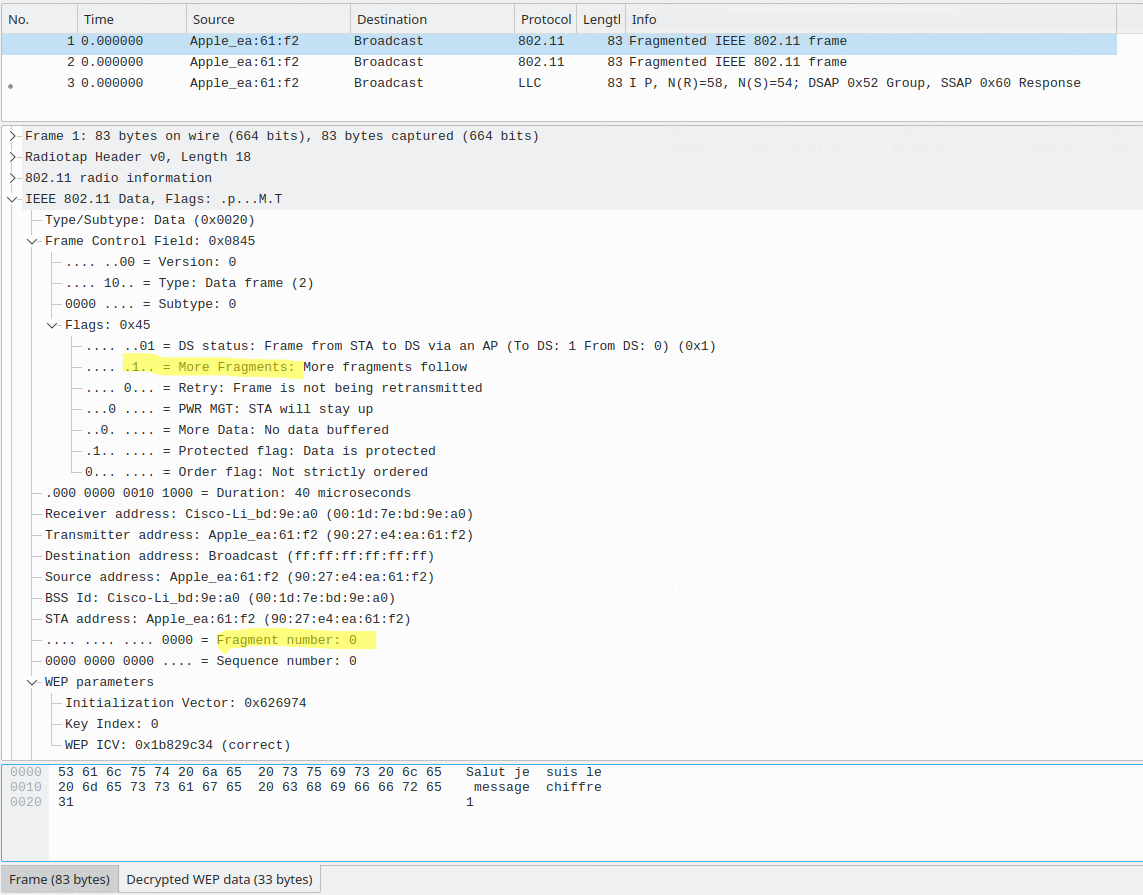 No. Time Source Destination Protocol Lengtl Info
1 0.000000 Apple_ea:61:f2 Broadcast 802.11 83 Fragmented IEEE 802.11 frame
2 0.000000 Apple_ea:61:f2 Broadcast 802.11 83 Fragmented IEEE 802.11 frame
3 0.000000 Apple_ea:61:f2 Broadcast LLC 83 I P, N(R)=58, N(S)=54; DSAP 0x52 Group, SSAP 0x60 Response
Frame 1: 83 bytes on wire (664 bits), 83 bytes captured (664 bits)
Radiotap Header v0, Length 18
802.11 radio information
IEEE 802.11 Data, Flags: .p...M.T
Type/Subtype: Data (0x0020)
Frame Control Field: 0x0845
.... ..00 = Version: 0
.... 10.. = Type: Data frame (2)
0000 .... = Subtype: 0
Flags: 0x45
.... ..01 = DS status: Frame from STA to DS via an AP (To DS: 1 From DS: 0) (0x1)
.... .1.. = More Fragments: More fragments follow
.... 0... = Retry: Frame is not being retransmitted
...0 .... = PWR MGT: STA will stay up
..0. .... = More Data: No data buffered
.1.. .... = Protected flag: Data is protected
0... .... = Order flag: Not strictly ordered
.000 0000 0010 1000 = Duration: 40 microseconds
Receiver address: Cisco-Li_bd:9e:a0 (00:1d:7e:bd:9e:a0)
Transmitter address: Apple_ea:61:f2 (90:27:e4:ea:61:f2)
Destination address: Broadcast (ff:ff:ff:ff:ff:ff)
Source address: Apple_ea:61:f2 (90:27:e4:ea:61:f2)
BSS Id: Cisco-Li_bd:9e:a0 (00:1d:7e:bd:9e:a0)
STA address: Apple_ea:61:f2 (90:27:e4:ea:61:f2)
.... .... .... 0000 = Fragment number: 0
0000 0000 0000 .... = Sequence number: 0
WEP parameters
Initialization Vector: 0x626974
Key Index: 0
WEP ICV: 0x1b829c34 (correct)
0000 53 61 6c 75 74 20 6a 65 20 73 75 69 73 20 6c 65 Salut je suis le
0010 20 6d 65 73 73 61 67 65 20 63 68 69 66 66 72 65 message chiffre
0020 31 1
Frame (83 bytes) Decrypted WEP data (33 bytes)